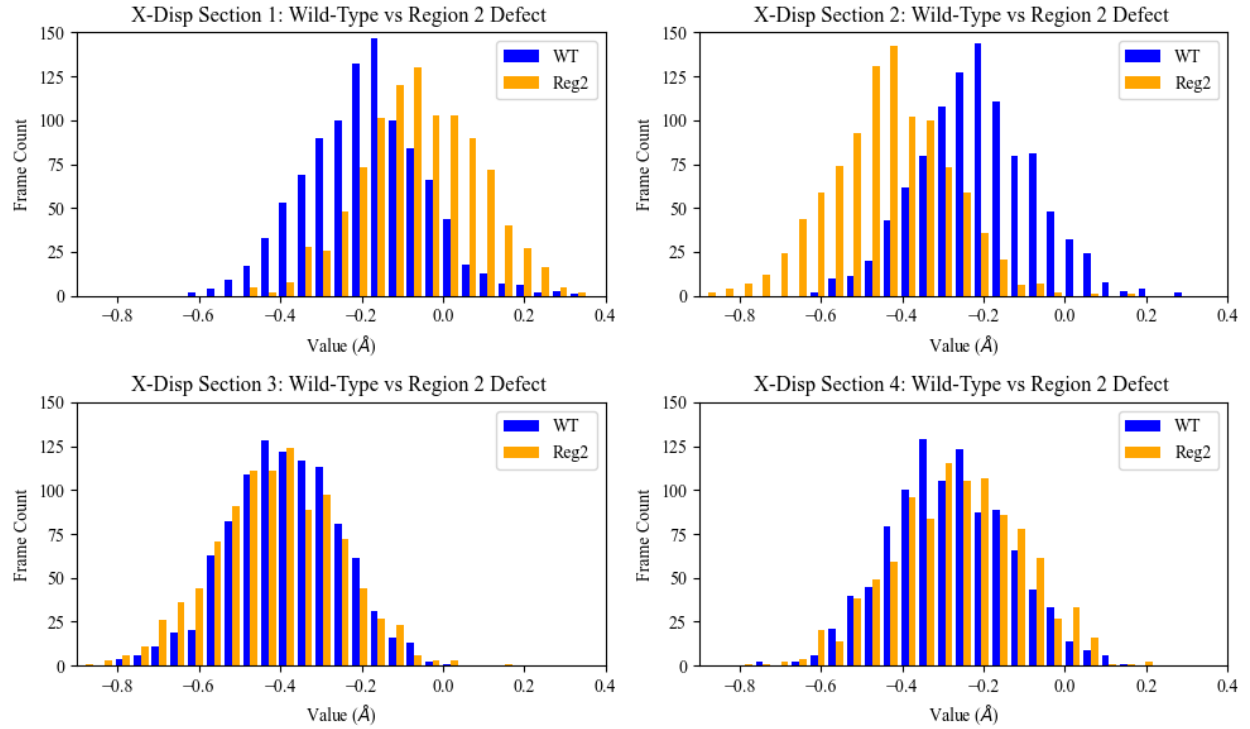 X-Disp Section 1: Wild-Type vs Region 2 Defect
150
125
100
75
50
25
0
Frame Count
WT
Reg2
−0.8 −0.6 −0.4 −0.2 0.0 0.2 0.4
Value (Å)
X-Disp Section 2: Wild-Type vs Region 2 Defect
150
125
100
75
50
25
0
Frame Count
WT
Reg2
−0.8 −0.6 −0.4 −0.2 0.0 0.2 0.4
Value (Å)
X-Disp Section 3: Wild-Type vs Region 2 Defect
150
125
100
75
50
25
0
Frame Count
WT
Reg2
−0.8 −0.6 −0.4 −0.2 0.0 0.2 0.4
Value (Å)
X-Disp Section 4: Wild-Type vs Region 2 Defect
150
125
100
75
50
25
0
Frame Count
WT
Reg2
−0.8 −0.6 −0.4 −0.2 0.0 0.2 0.4
Value (Å)